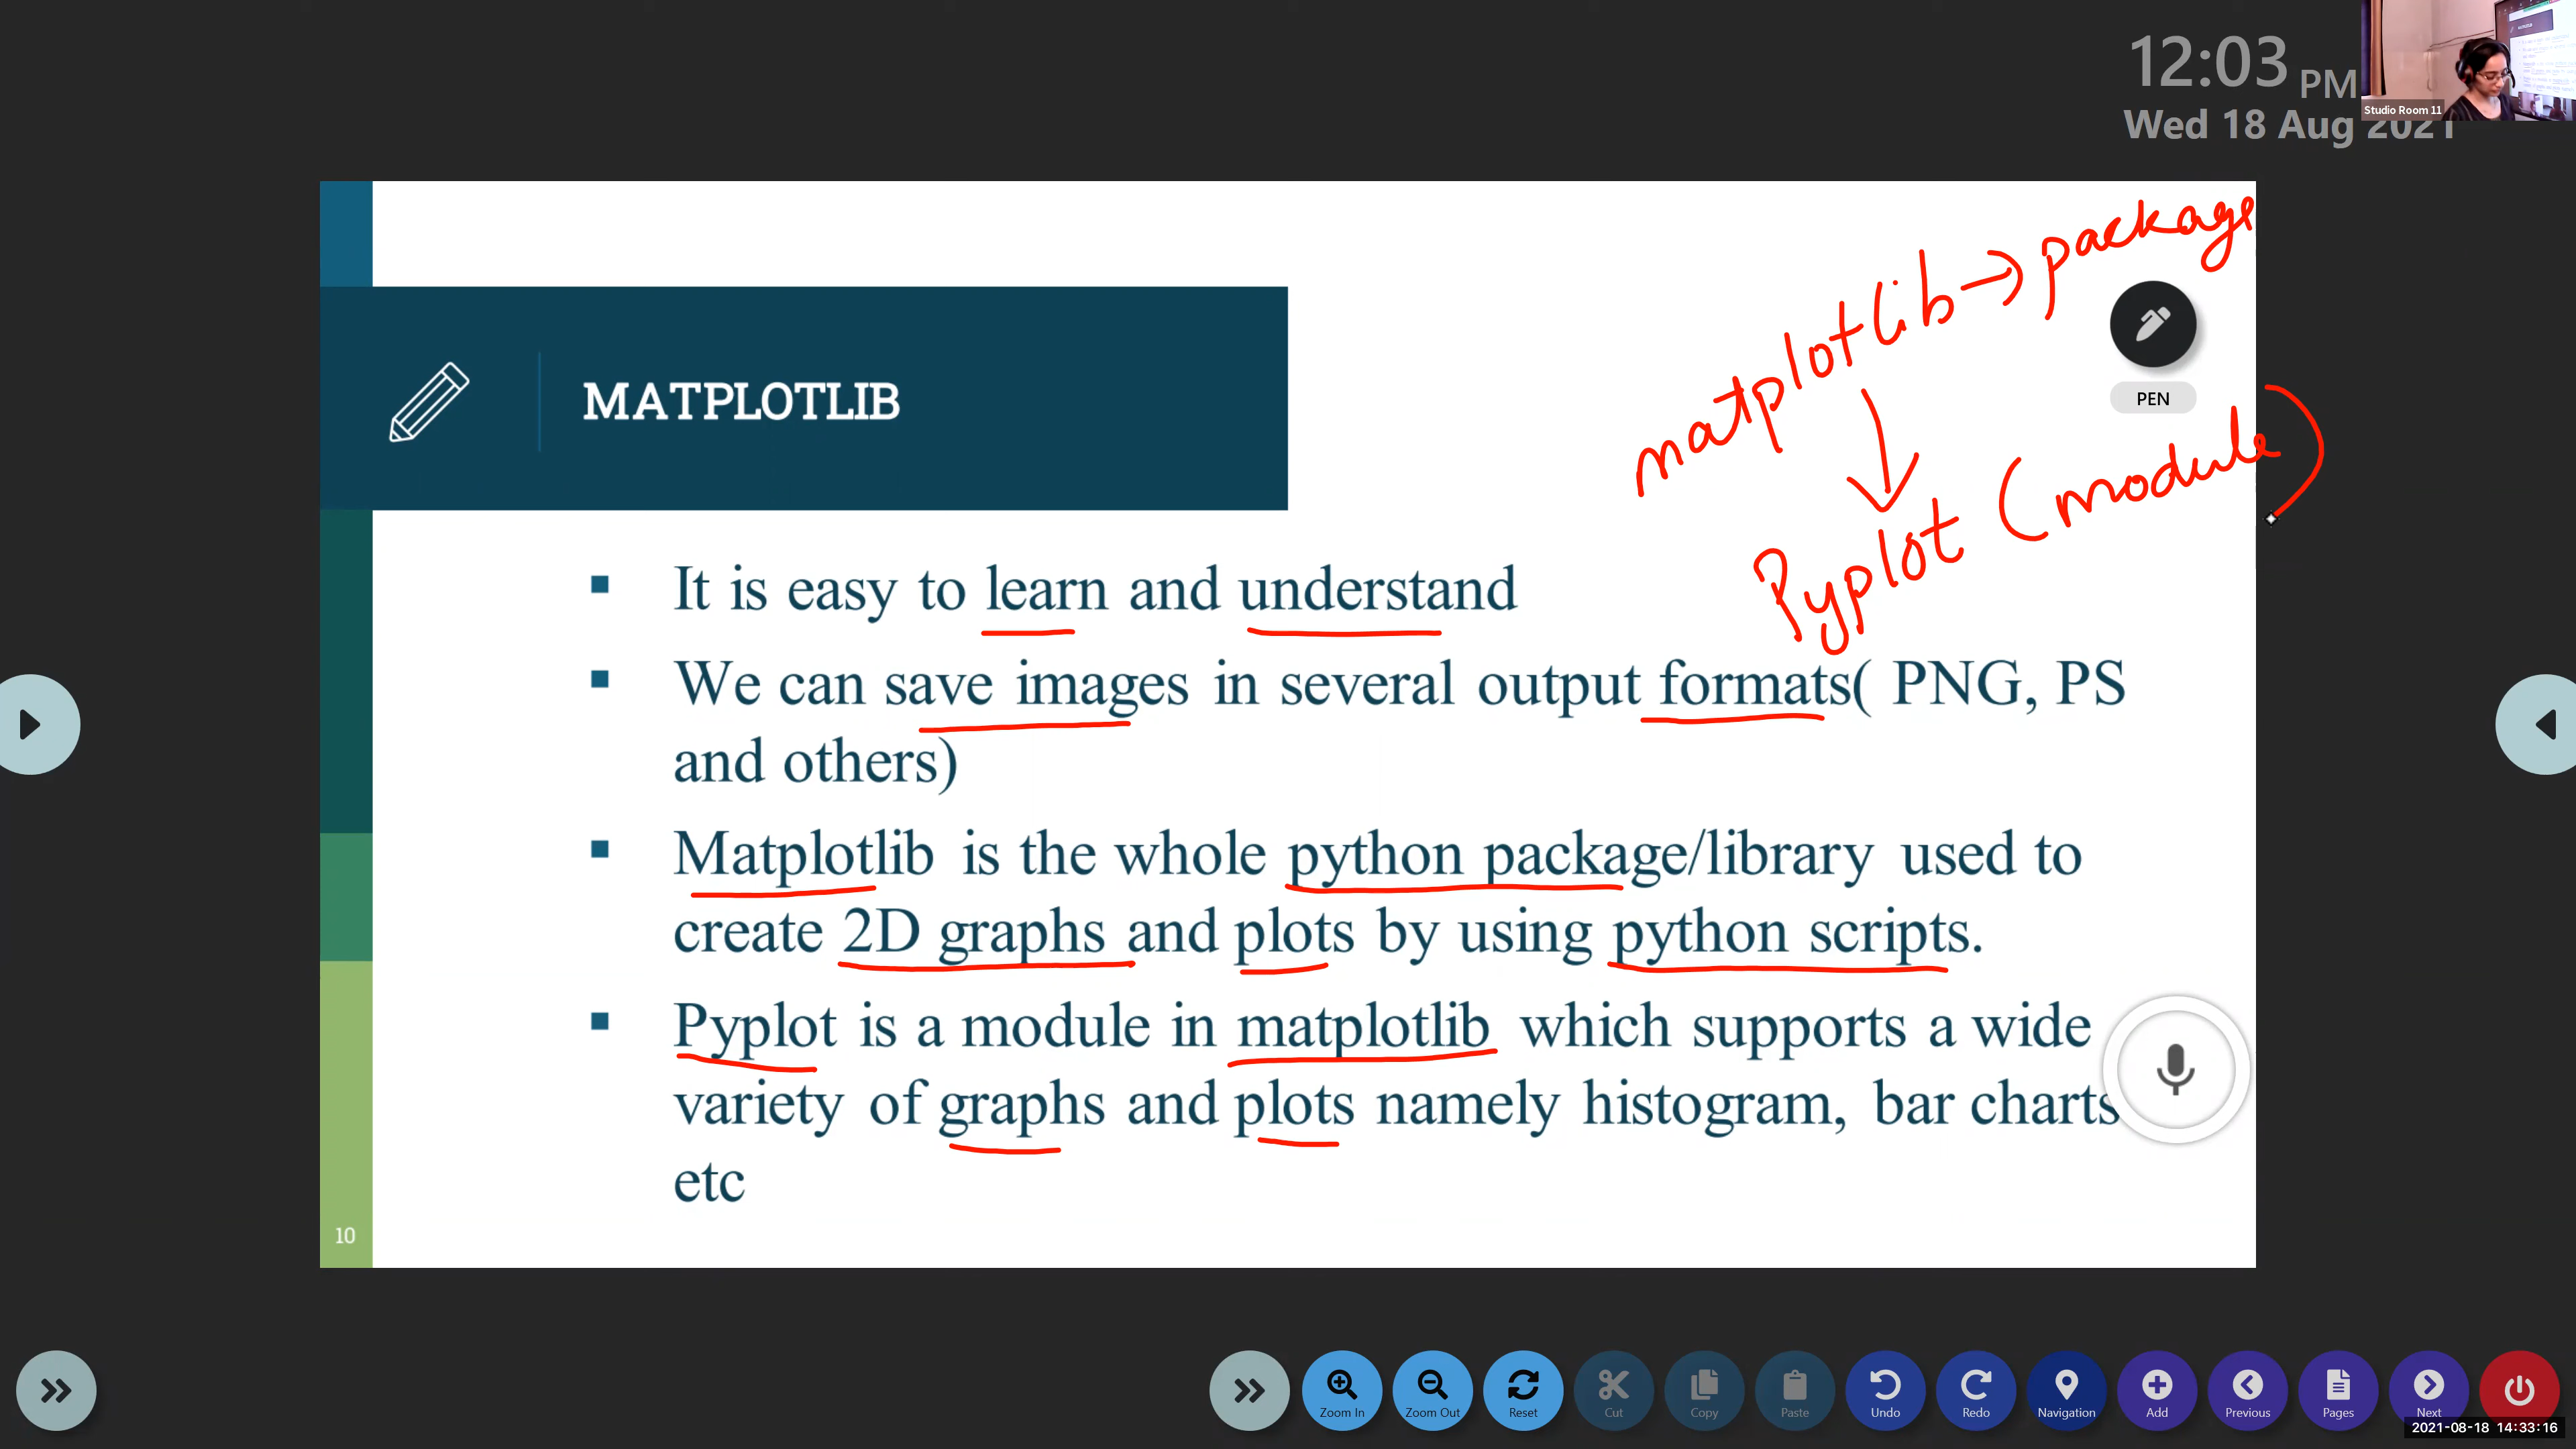 12:03 PM
Studio Room 11
Wed 18 Aug 2021
matplotlib → package
PEN
MATPLOTLIB
Pyplot (module)
It is easy to learn and understand
We can save images in several output formats( PNG, PS
and others)
Matplotlib is the whole python package/library used to
create 2D graphs and plots by using python scripts.
Pyplot is a module in matplotlib which supports a wide
variety of graphs and plots namely histogram, bar charts
etc
10
Zoom In Zoom Out Reset Cut Copy Paste Undo Redo Navigation Add Previous Pages Next
2021-08-18 14:33:16